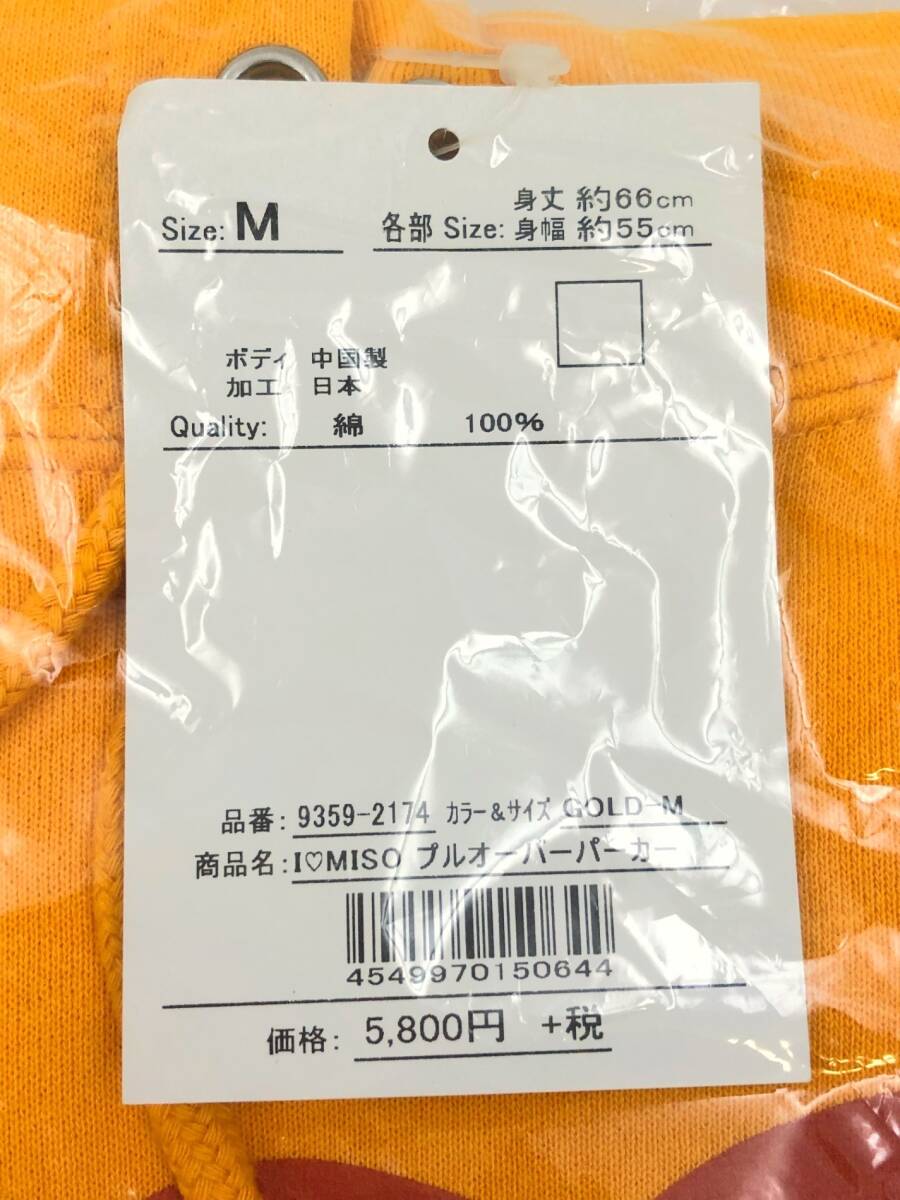 Size: M
身丈 約66cm
各部 Size: 身幅 約55cm
ボディ 中国製
加工 日本
Quality: 綿 100%
品番: 9359-2174 カラー&サイズ GOLD-M
商品名: I♡MISO プルオーバーパーカー
4549970150644
価格: 5,800円 +税